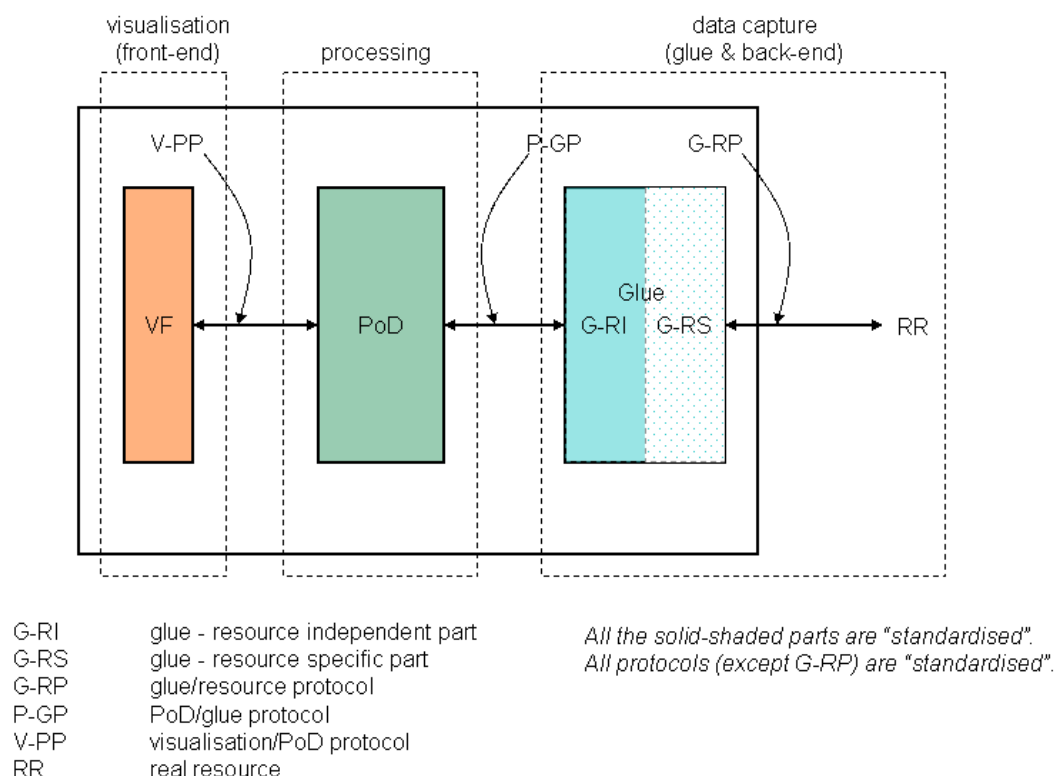 visualisation
(front-end)
processing
data capture
(glue & back-end)
V-PP
P-GP
G-RP
VF
PoD
Glue
G-RI
G-RS
RR
G-RI glue - resource independent part
G-RS glue - resource specific part
G-RP glue/resource protocol
P-GP PoD/glue protocol
V-PP visualisation/PoD protocol
RR real resource
All the solid-shaded parts are “standardised”.
All protocols (except G-RP) are “standardised”.